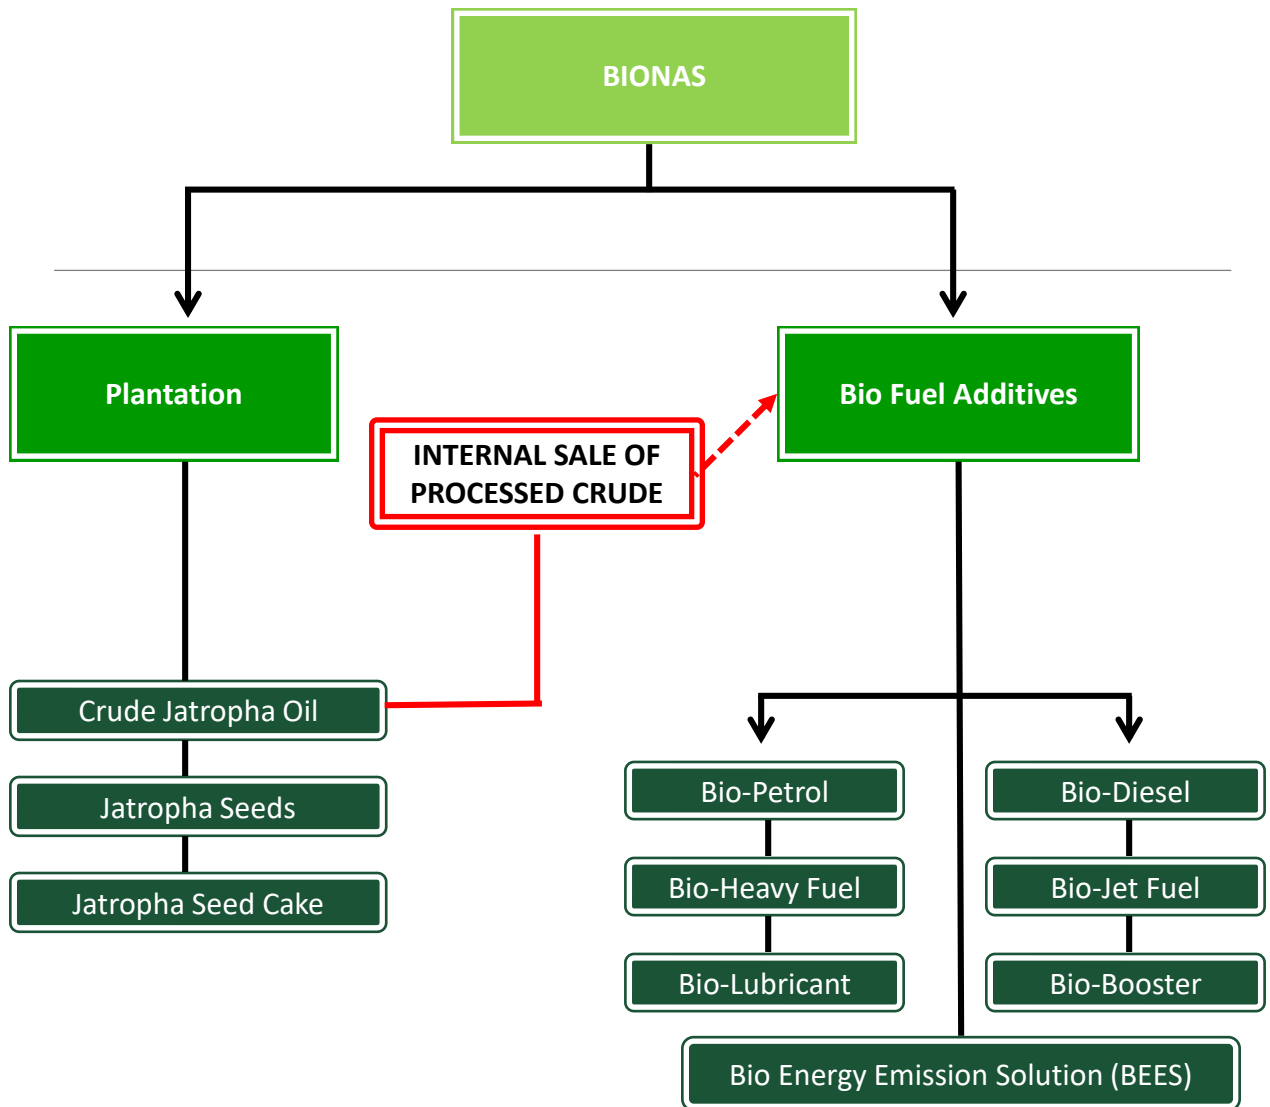 BIONAS
Plantation
Bio Fuel Additives
INTERNAL SALE OF
PROCESSED CRUDE
Crude Jatropha Oil
Jatropha Seeds
Jatropha Seed Cake
Bio-Petrol
Bio-Diesel
Bio-Heavy Fuel
Bio-Jet Fuel
Bio-Lubricant
Bio-Booster
Bio Energy Emission Solution (BEES)